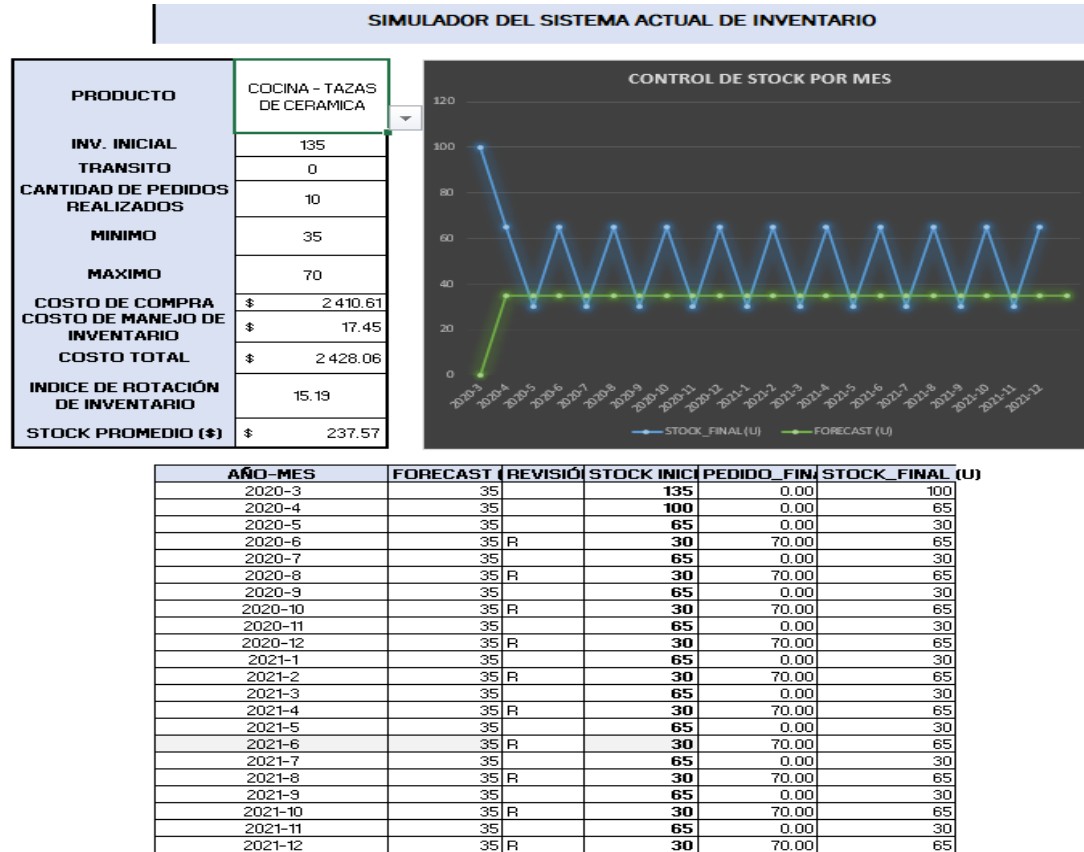 SIMULADOR DEL SISTEMA ACTUAL DE INVENTARIO
PRODUCTO COCINA - TAZAS DE CERAMICA
INV. INICIAL 135
TRANSITO 0
CANTIDAD DE PEDIDOS REALIZADOS 10
MINIMO 35
MAXIMO 70
COSTO DE COMPRA $ 2 410.61
COSTO DE MANEJO DE INVENTARIO $ 17.45
COSTO TOTAL $ 2 428.06
INDICE DE ROTACIÓN DE INVENTARIO 15.19
STOCK PROMEDIO ($) $ 237.57
CONTROL DE STOCK POR MES
120
100
80
60
40
20
0
2020-3 2020-4 2020-5 2020-6 2020-7 2020-8 2020-9 2020-10 2020-11 2020-12 2021-1 2021-2 2021-3 2021-4 2021-5 2021-6 2021-7 2021-8 2021-9 2021-10 2021-11 2021-12
STOCK_FINAL (U) FORECAST (U)
AÑO-MES FORECAST ( REVISIÓ STOCK INICI PEDIDO_FIN STOCK_FINAL (U)
2020-3 35 135 0.00 100
2020-4 35 100 0.00 65
2020-5 35 65 0.00 30
2020-6 35 R 30 70.00 65
2020-7 35 65 0.00 30
2020-8 35 R 30 70.00 65
2020-9 35 65 0.00 30
2020-10 35 R 30 70.00 65
2020-11 35 65 0.00 30
2020-12 35 R 30 70.00 65
2021-1 35 65 0.00 30
2021-2 35 R 30 70.00 65
2021-3 35 65 0.00 30
2021-4 35 R 30 70.00 65
2021-5 35 65 0.00 30
2021-6 35 R 30 70.00 65
2021-7 35 65 0.00 30
2021-8 35 R 30 70.00 65
2021-9 35 65 0.00 30
2021-10 35 R 30 70.00 65
2021-11 35 65 0.00 30
2021-12 35 R 30 70.00 65